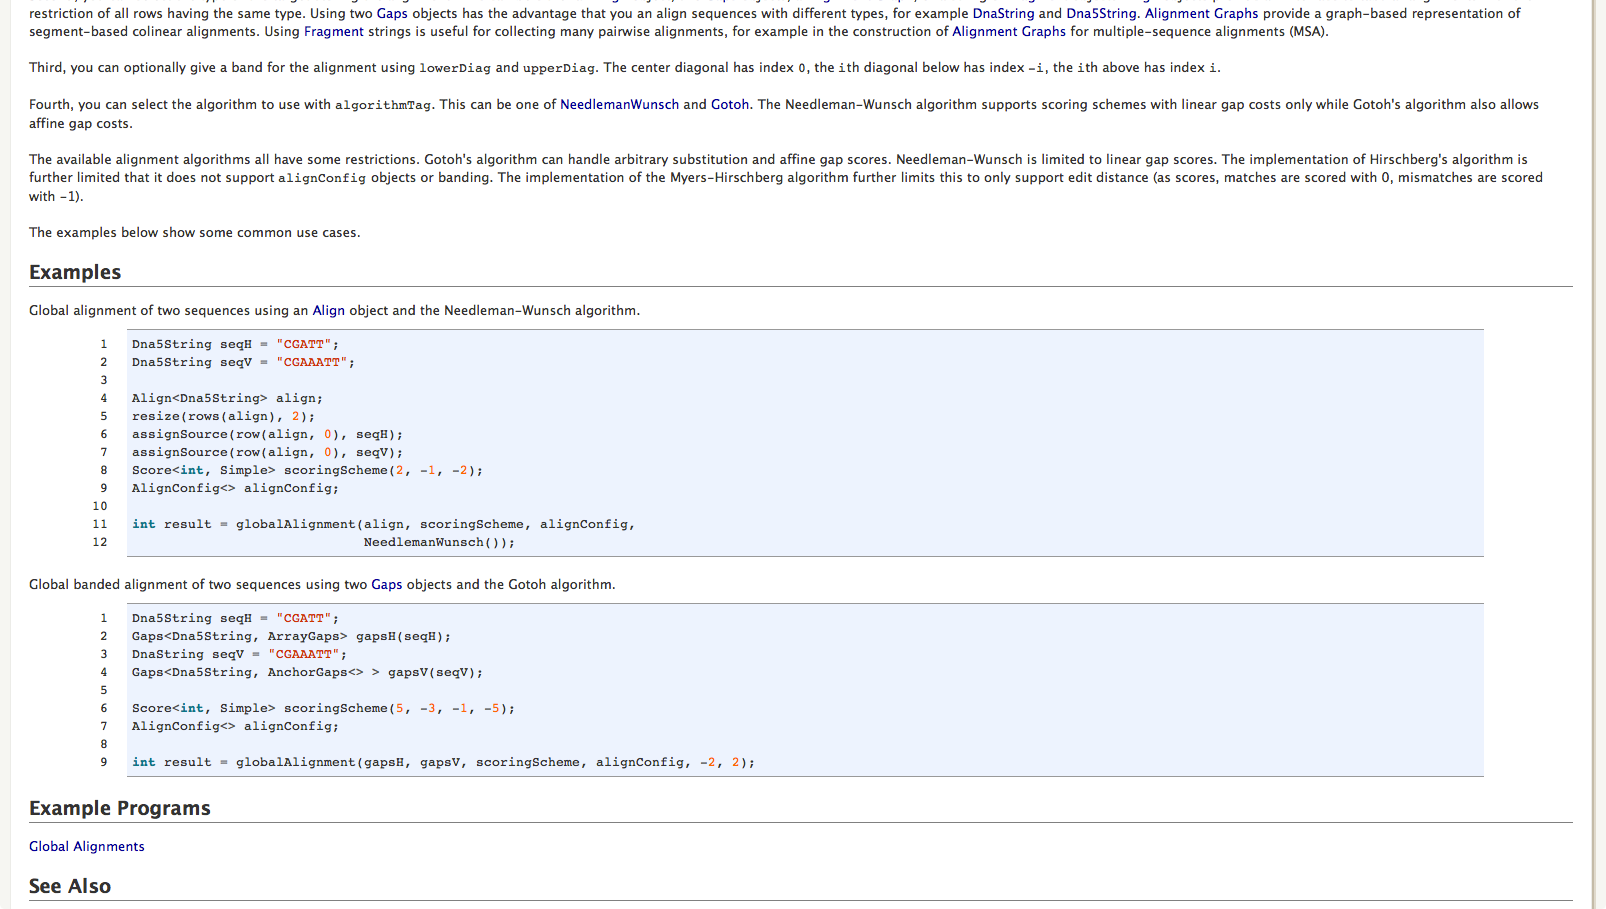 restriction of all rows having the same type. Using two Gaps objects has the advantage that you an align sequences with different types, for example DnaString and Dna5String. Alignment Graphs provide a graph-based representation of
segment-based colinear alignments. Using Fragment strings is useful for collecting many pairwise alignments, for example in the construction of Alignment Graphs for multiple-sequence alignments (MSA).
Third, you can optionally give a band for the alignment using lowerDiag and upperDiag. The center diagonal has index 0, the ith diagonal below has index -i, the ith above has index i.
Fourth, you can select the algorithm to use with algorithmTag. This can be one of NeedlemanWunsch and Gotoh. The Needleman-Wunsch algorithm supports scoring schemes with linear gap costs only while Gotoh's algorithm also allows
affine gap costs.
The available alignment algorithms all have some restrictions. Gotoh's algorithm can handle arbitrary substitution and affine gap scores. Needleman-Wunsch is limited to linear gap scores. The implementation of Hirschberg's algorithm is
further limited that it does not support alignConfig objects or banding. The implementation of the Myers-Hirschberg algorithm further limits this to only support edit distance (as scores, matches are scored with 0, mismatches are scored
with -1).
The examples below show some common use cases.
Examples
Global alignment of two sequences using an Align object and the Needleman-Wunsch algorithm.
1 Dna5String seqH = "CGATT";
2 Dna5String seqV = "CGAAATT";
3
4 Align<Dna5String> align;
5 resize(rows(align), 2);
6 assignSource(row(align, 0), seqH);
7 assignSource(row(align, 0), seqV);
8 Score<int, Simple> scoringScheme(2, -1, -2);
9 AlignConfig<> alignConfig;
10
11 int result = globalAlignment(align, scoringScheme, alignConfig,
12 NeedlemanWunsch());
Global banded alignment of two sequences using two Gaps objects and the Gotoh algorithm.
1 Dna5String seqH = "CGATT";
2 Gaps<Dna5String, ArrayGaps> gapsH(seqH);
3 DnaString seqV = "CGAAATT";
4 Gaps<Dna5String, AnchorGaps<> > gapsV(seqV);
5
6 Score<int, Simple> scoringScheme(5, -3, -1, -5);
7 AlignConfig<> alignConfig;
8
9 int result = globalAlignment(gapsH, gapsV, scoringScheme, alignConfig, -2, 2);
Example Programs
Global Alignments
See Also